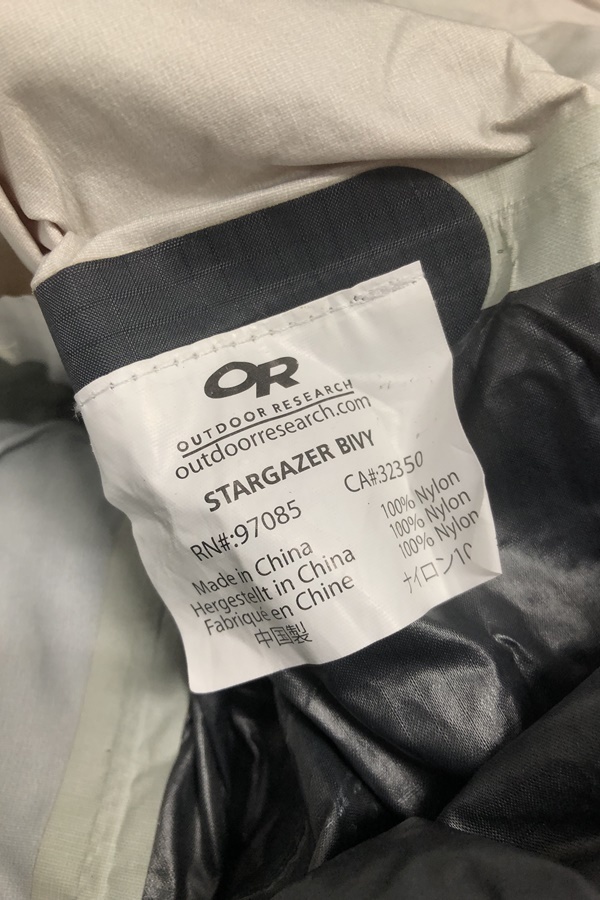 OR
OUTDOOR RESEARCH
outdoorresearch.com
STARGAZER BIVY
RN#:97085
CA#:32350
Made in China
Hergestellt in China
Fabriqué en Chine
中国製
100% Nylon
100% Nylon
100% Nylon